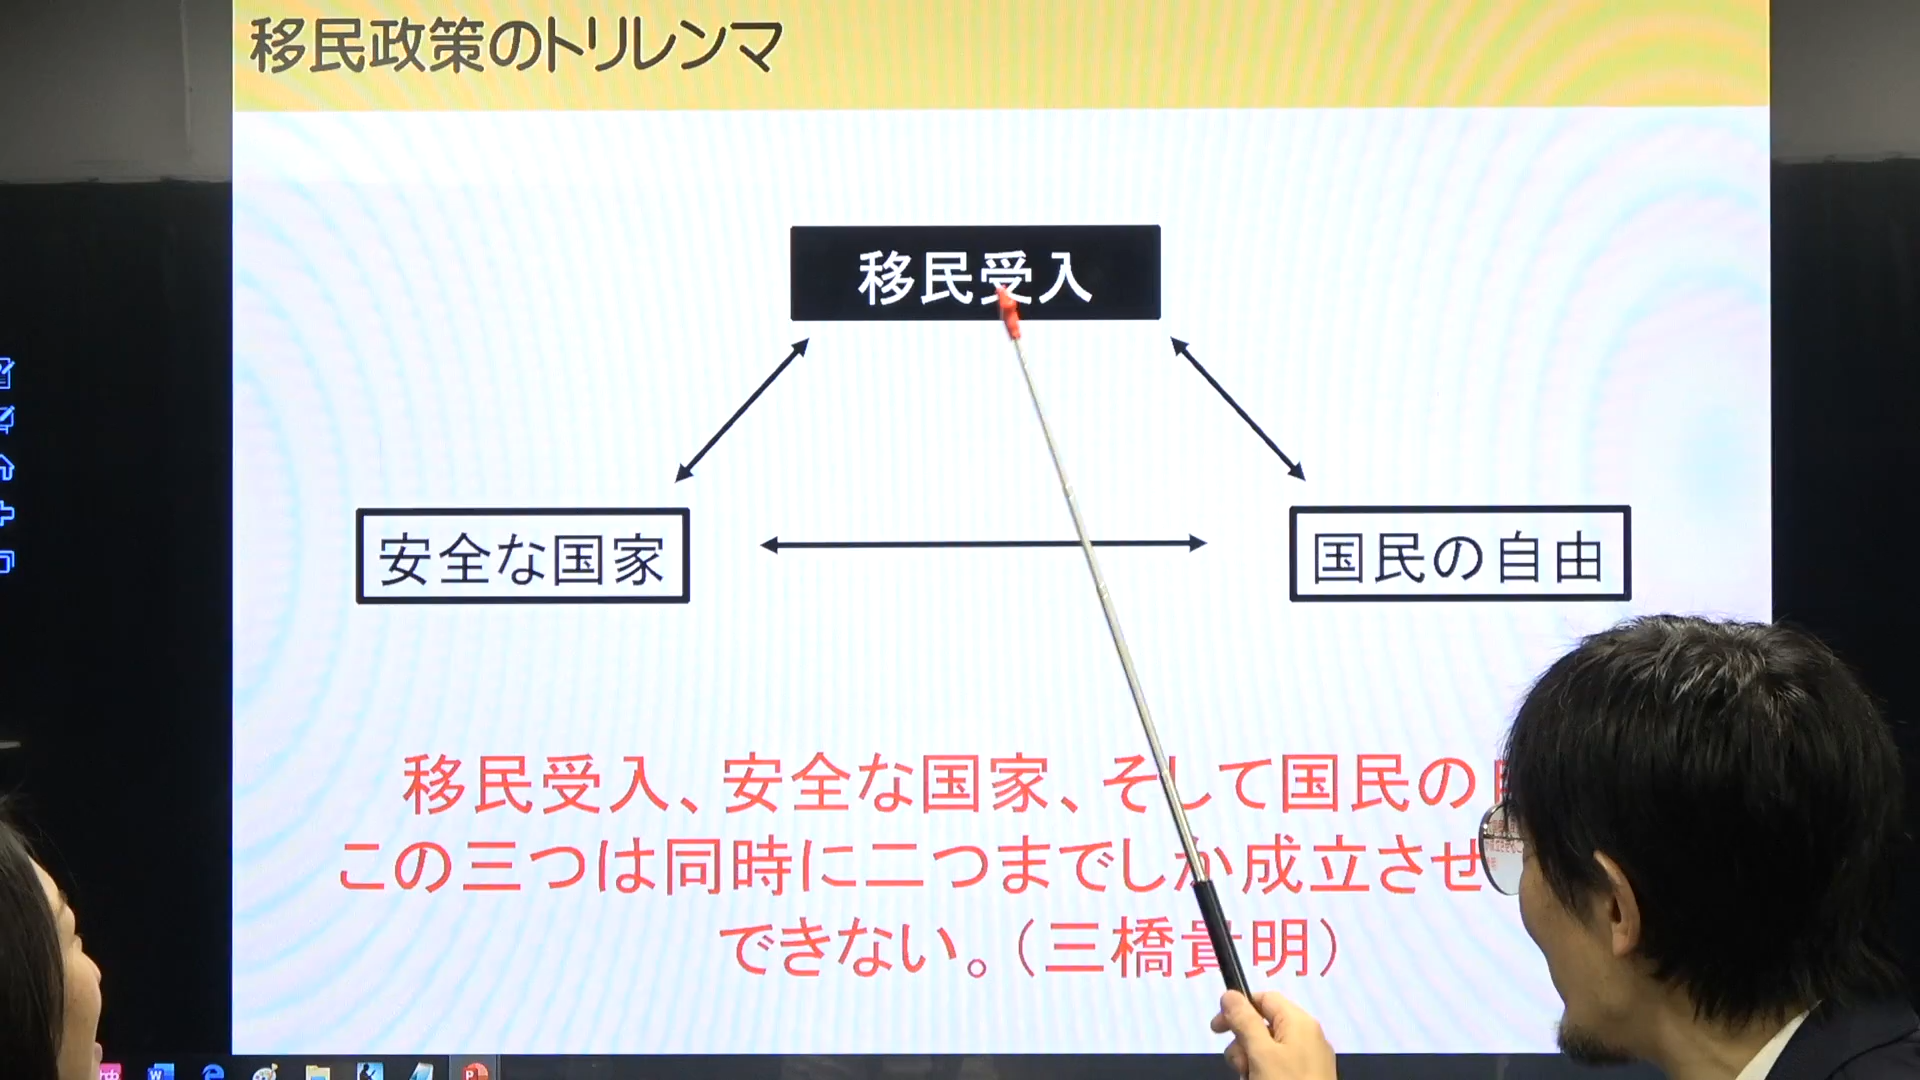 移民政策のトリレンマ
移民受入
安全な国家
国民の自由
移民受入、安全な国家、そして国民の
この三つは同時に二つまでしか成立させ
できない。(三橋貴明)